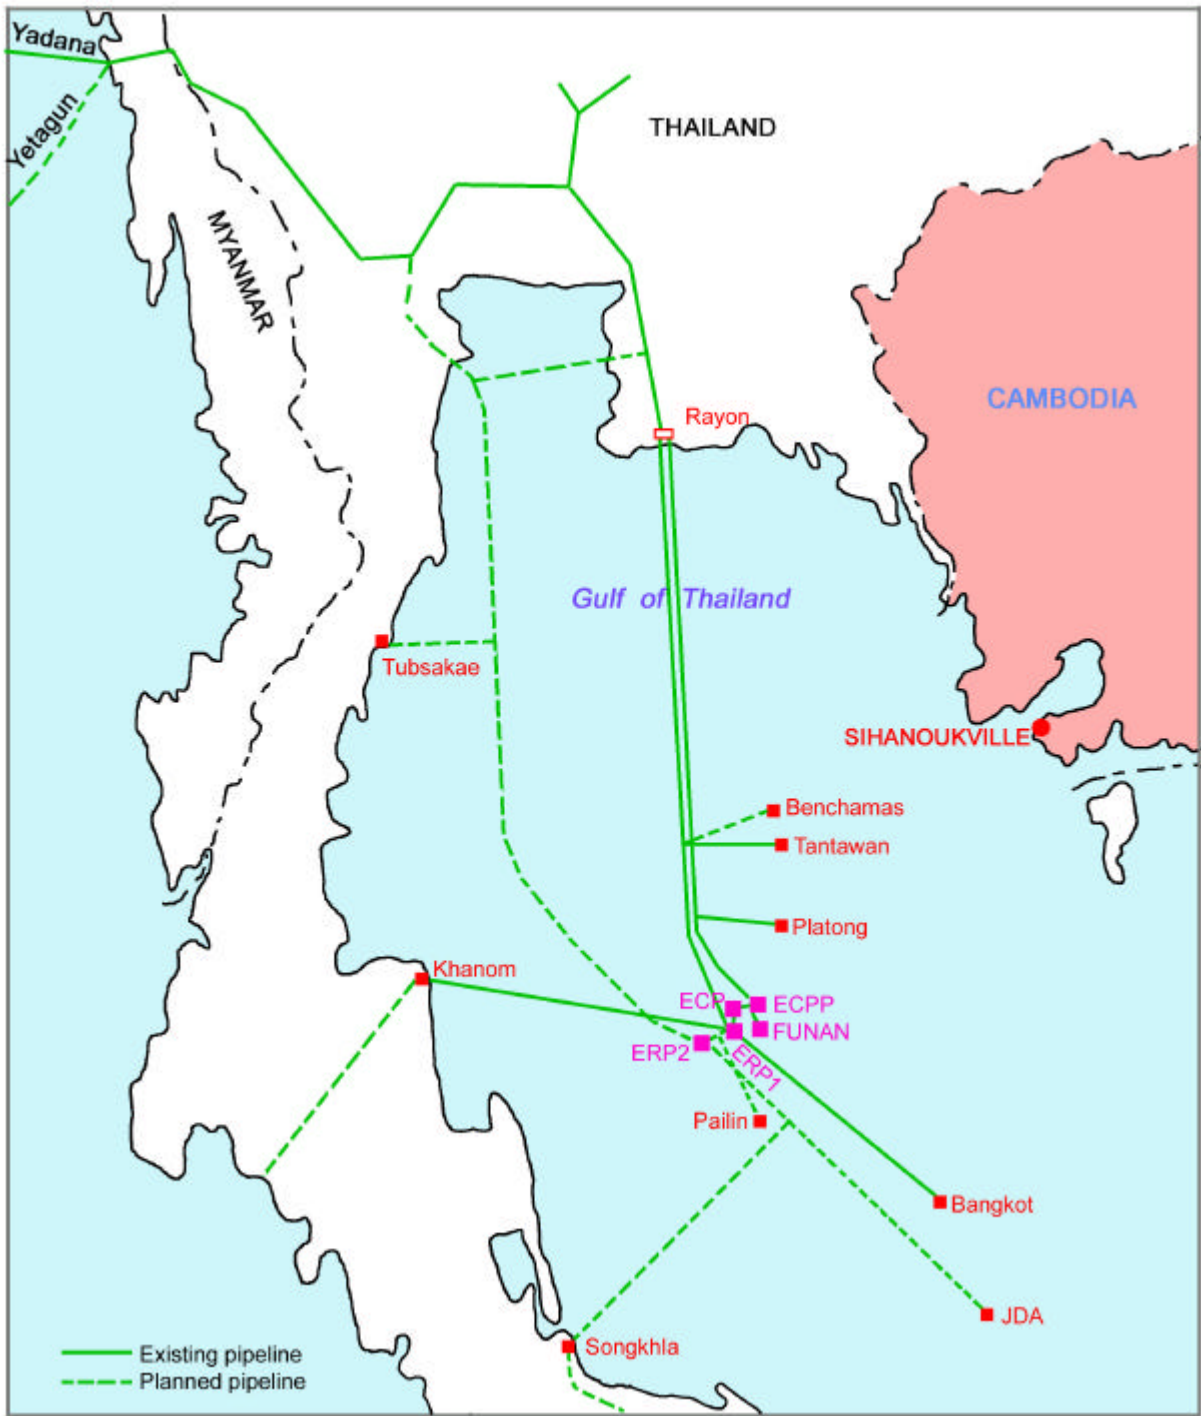 Yadana
Yetagun
THAILAND
MYANMAR
CAMBODIA
Rayon
Gulf of Thailand
Tubsakae
SIHANOUKVILLE
Benchamas
Tantawan
Platong
Khanom
ECP
ECPP
FUNAN
ERP2
ERP1
Pailin
Bangkot
JDA
Songkhla
Existing pipeline
Planned pipeline